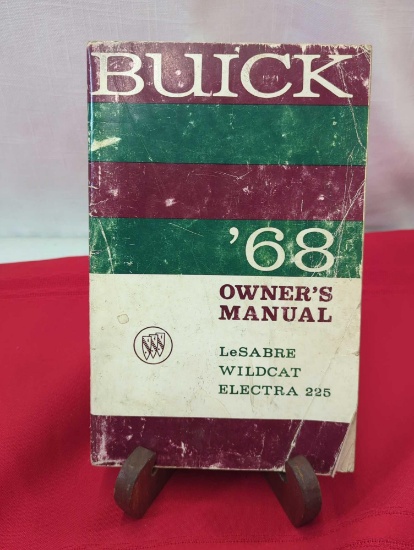 BUICK
'68
OWNER'S
MANUAL
LeSABRE
WILDCAT
ELECTRA 225